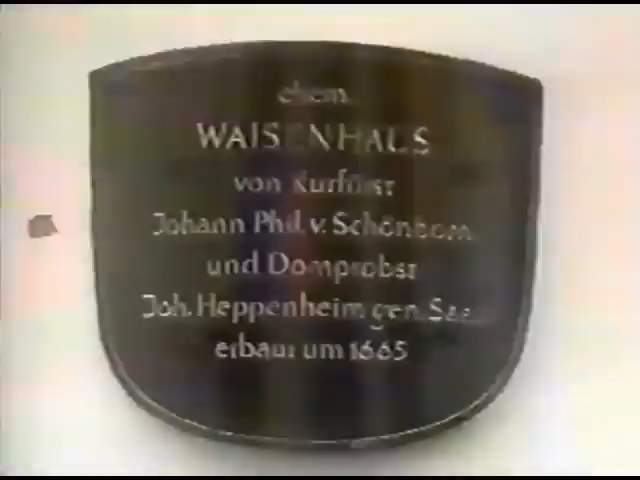 ehem.
WAISENHAUS
von Kurfürst
Johann Phil. v. Schönborn
und Domprobst
Joh. Heppenheim gen. Saal
erbaut um 1665